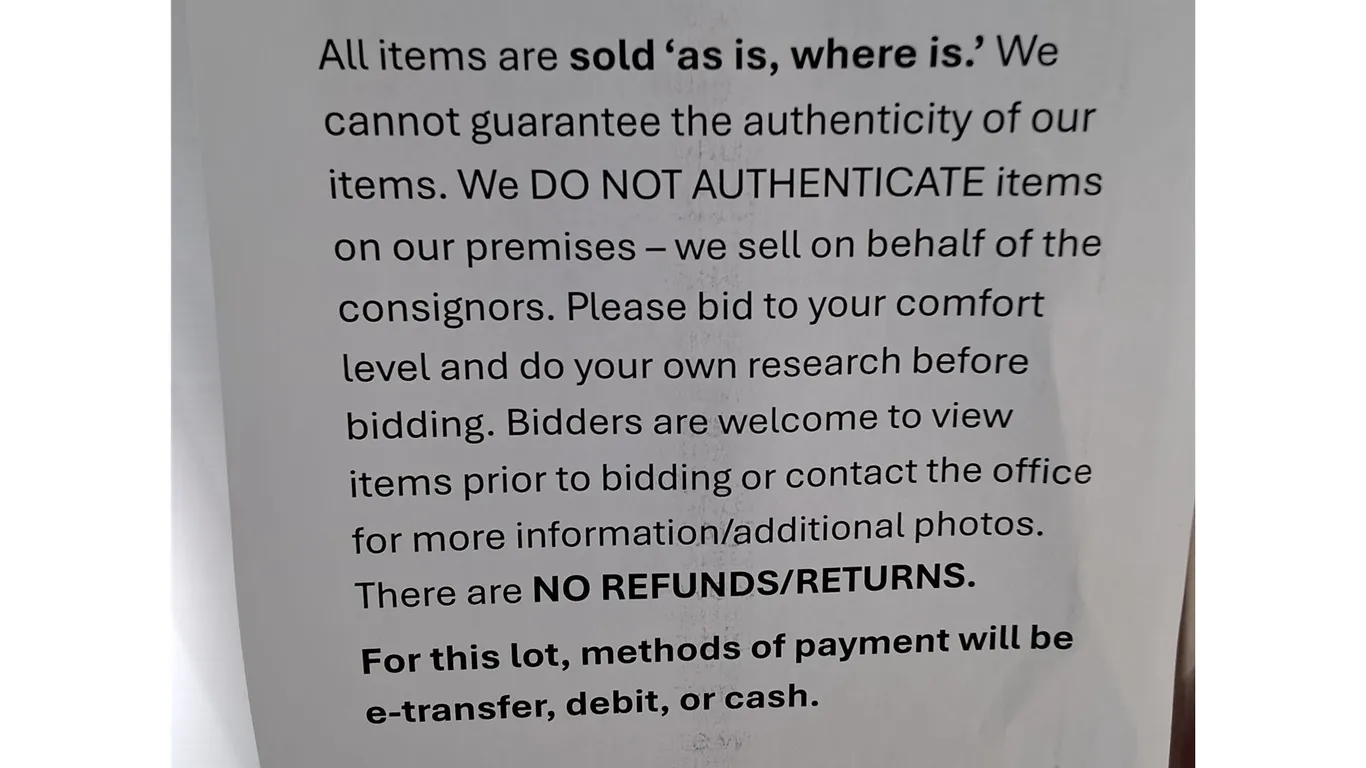 All items are sold ‘as is, where is.’ We
cannot guarantee the authenticity of our
items. We DO NOT AUTHENTICATE items
on our premises – we sell on behalf of the
consignors. Please bid to your comfort
level and do your own research before
bidding. Bidders are welcome to view
items prior to bidding or contact the office
for more information/additional photos.
There are NO REFUNDS/RETURNS.
For this lot, methods of payment will be
e-transfer, debit, or cash.